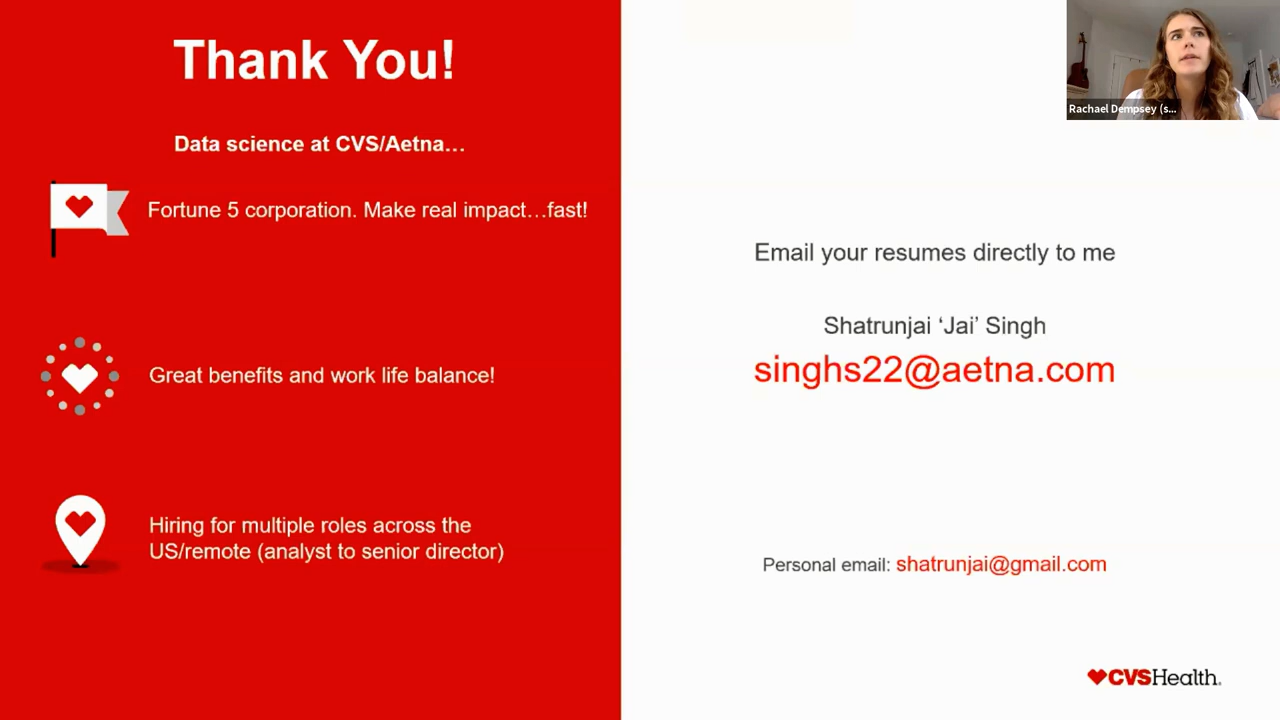 Thank You!
Data science at CVS/Aetna…
Fortune 5 corporation. Make real impact…fast!
Great benefits and work life balance!
Hiring for multiple roles across the
US/remote (analyst to senior director)
Rachael Dempsey (s...
Email your resumes directly to me
Shatrunjai ‘Jai’ Singh
singhs22@aetna.com
Personal email: shatrunjai@gmail.com
CVSHealth®